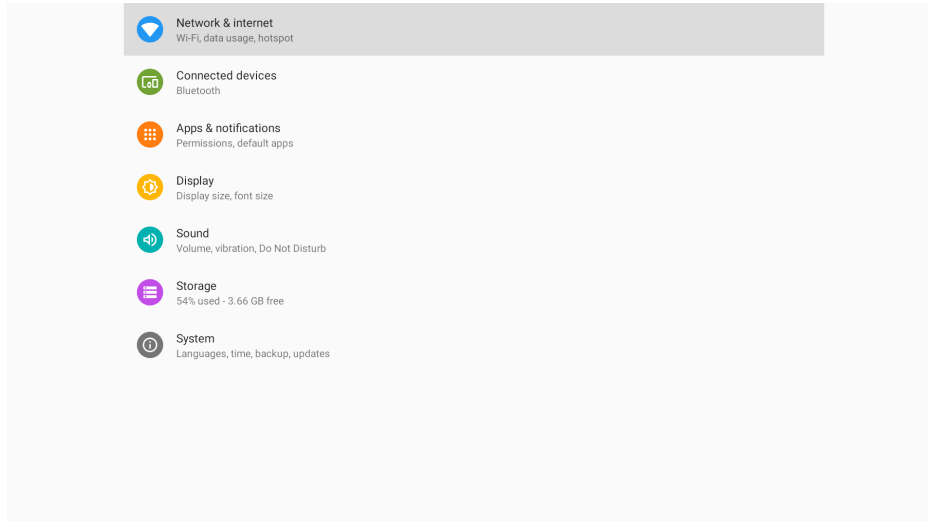 Network & internet
Wi-Fi, data usage, hotspot
Connected devices
Bluetooth
Apps & notifications
Permissions, default apps
Display
Display size, font size
Sound
Volume, vibration, Do Not Disturb
Storage
54% used - 3.66 GB free
System
Languages, time, backup, updates